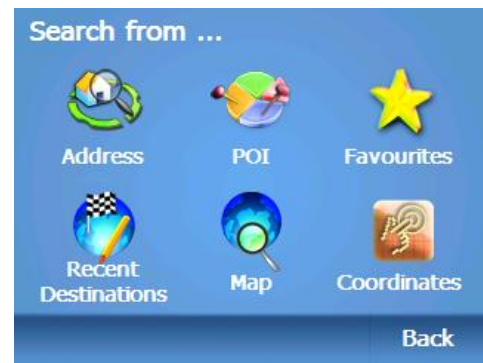 Search from ...
Address
POI
Favourites
Recent
Destinations
Map
Coordinates
Back